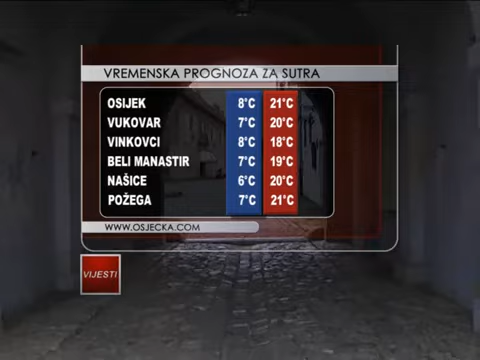 VREMENSKA PROGNOZA ZA SUTRA
OSIJEK 8°C 21°C
VUKOVAR 7°C 20°C
VINKOVCI 8°C 18°C
BELI MANASTIR 7°C 19°C
NAŠICE 6°C 20°C
POŽEGA 7°C 21°C
WWW.OSJECKA.COM
VIJESTI